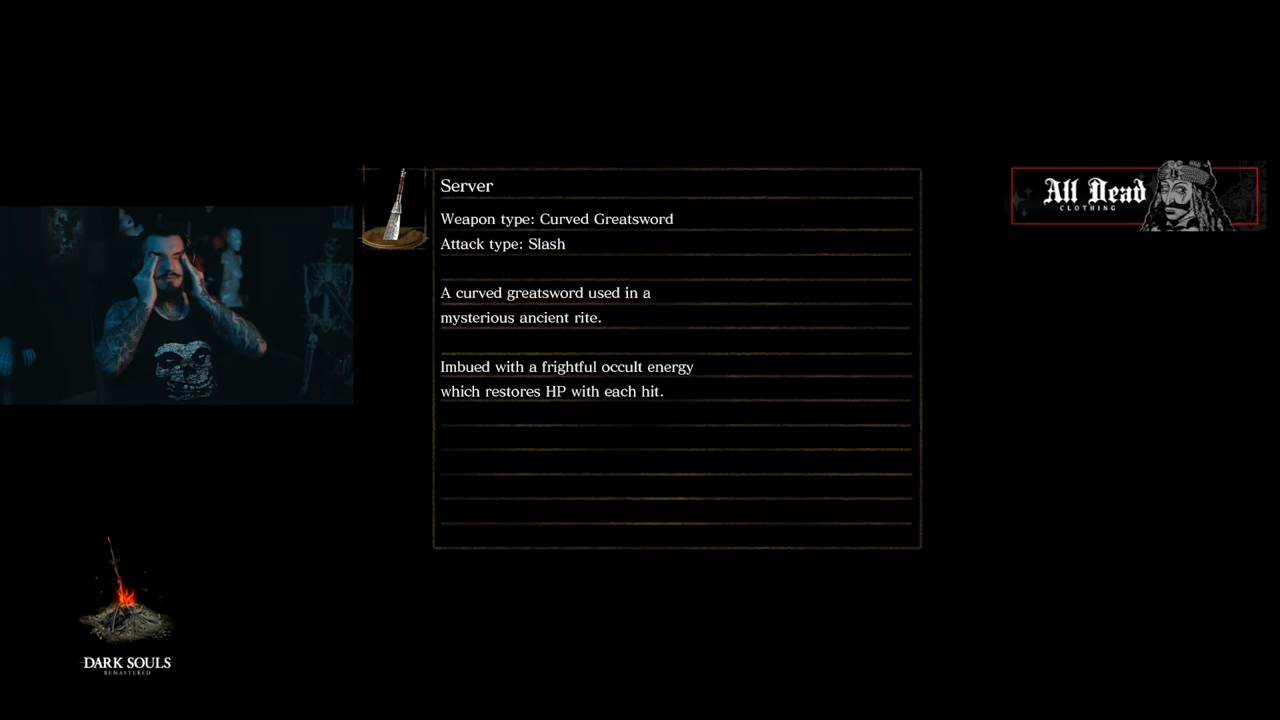 Server
Weapon type: Curved Greatsword
Attack type: Slash
A curved greatsword used in a
mysterious ancient rite.
Imbued with a frightful occult energy
which restores HP with each hit.
All Dead
CLOTHING
DARK SOULS
REMASTERED